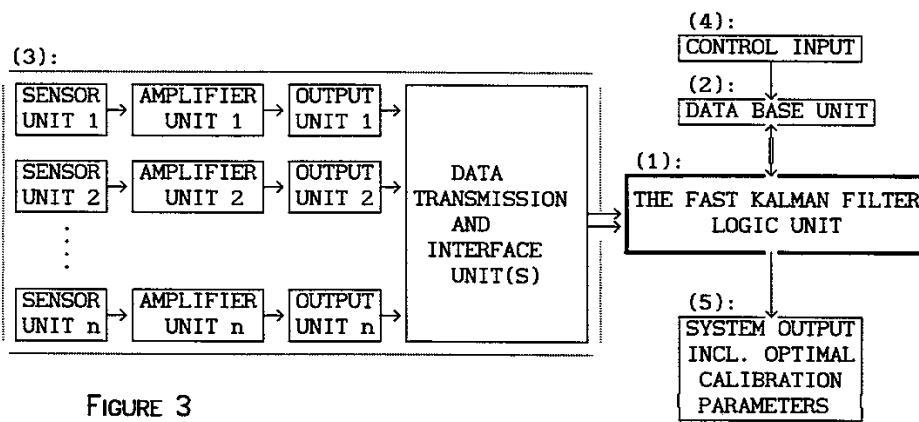 (3):
SENSOR
UNIT 1
AMPLIFIER
UNIT 1
OUTPUT
UNIT 1
SENSOR
UNIT 2
AMPLIFIER
UNIT 2
OUTPUT
UNIT 2
SENSOR
UNIT n
AMPLIFIER
UNIT n
OUTPUT
UNIT n
DATA
TRANSMISSION
AND
INTERFACE
UNIT(S)
(4):
CONTROL INPUT
(2):
DATA BASE UNIT
(1):
THE FAST KALMAN FILTER
LOGIC UNIT
(5):
SYSTEM OUTPUT
INCL. OPTIMAL
CALIBRATION
PARAMETERS
FIGURE 3